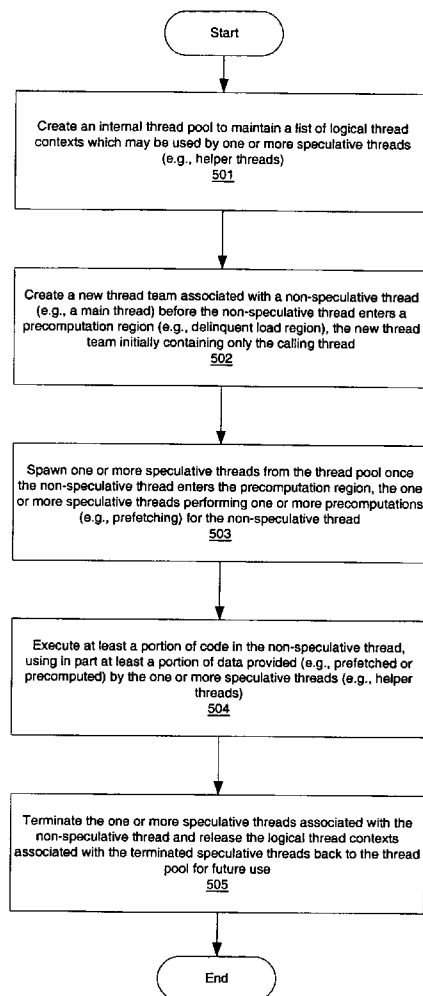 Start
Create an internal thread pool to maintain a list of logical thread
contexts which may be used by one or more speculative threads
(e.g., helper threads)
501
Create a new thread team associated with a non-speculative thread
(e.g., a main thread) before the non-speculative thread enters a
precomputation region (e.g., delinquent load region), the new thread
team initially containing only the calling thread
502
Spawn one or more speculative threads from the thread pool once
the non-speculative thread enters the precomputation region, the one
or more speculative threads performing one or more precomputations
(e.g., prefetching) for the non-speculative thread
503
Execute at least a portion of code in the non-speculative thread,
using in part at least a portion of data provided (e.g., prefetched or
precomputed) by the one or more speculative threads (e.g., helper
threads)
504
Terminate the one or more speculative threads associated with the
non-speculative thread and release the logical thread contexts
associated with the terminated speculative threads back to the thread
pool for future use
505
End